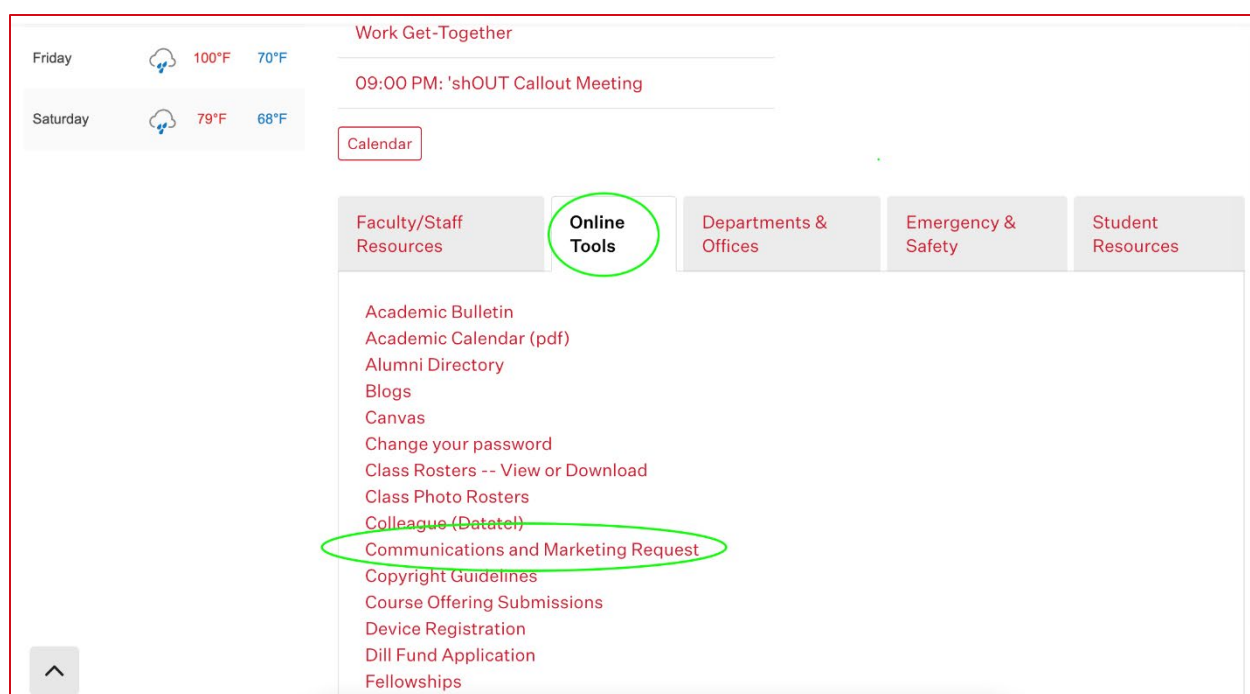 Friday 100°F 70°F
Saturday 79°F 68°F
Work Get-Together
09:00 PM: 'shOUT Callout Meeting
Calendar
Faculty/Staff
Resources
Online
Tools
Departments &
Offices
Emergency &
Safety
Student
Resources
Academic Bulletin
Academic Calendar (pdf)
Alumni Directory
Blogs
Canvas
Change your password
Class Rosters -- View or Download
Class Photo Rosters
Colleague (Datatel)
Communications and Marketing Request
Copyright Guidelines
Course Offering Submissions
Device Registration
Dill Fund Application
Fellowships